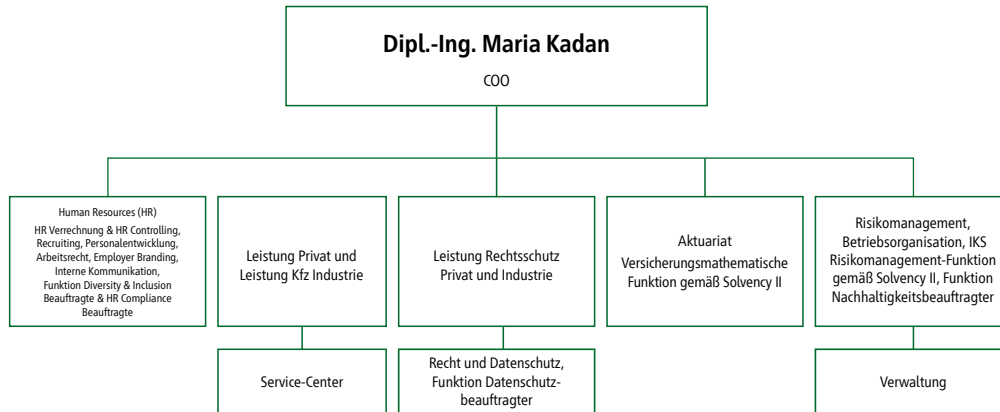 Dipl.-Ing. Maria Kadan
COO
Human Resources (HR)
HR Verrechnung & HR Controlling,
Recruiting, Personalentwicklung,
Arbeitsrecht, Employer Branding,
Interne Kommunikation,
Funktion Diversity & Inclusion
Beauftragte & HR Compliance
Beauftragte
Leistung Privat und
Leistung Kfz Industrie
Leistung Rechtsschutz
Privat und Industrie
Aktuariat
Versicherungsmathematische
Funktion gemäß Solvency II
Risikomanagement,
Betriebsorganisation, IKS
Risikomanagement-Funktion
gemäß Solvency II, Funktion
Nachhaltigkeitsbeauftragter
Service-Center
Recht und Datenschutz,
Funktion Datenschutz-
beauftragter
Verwaltung